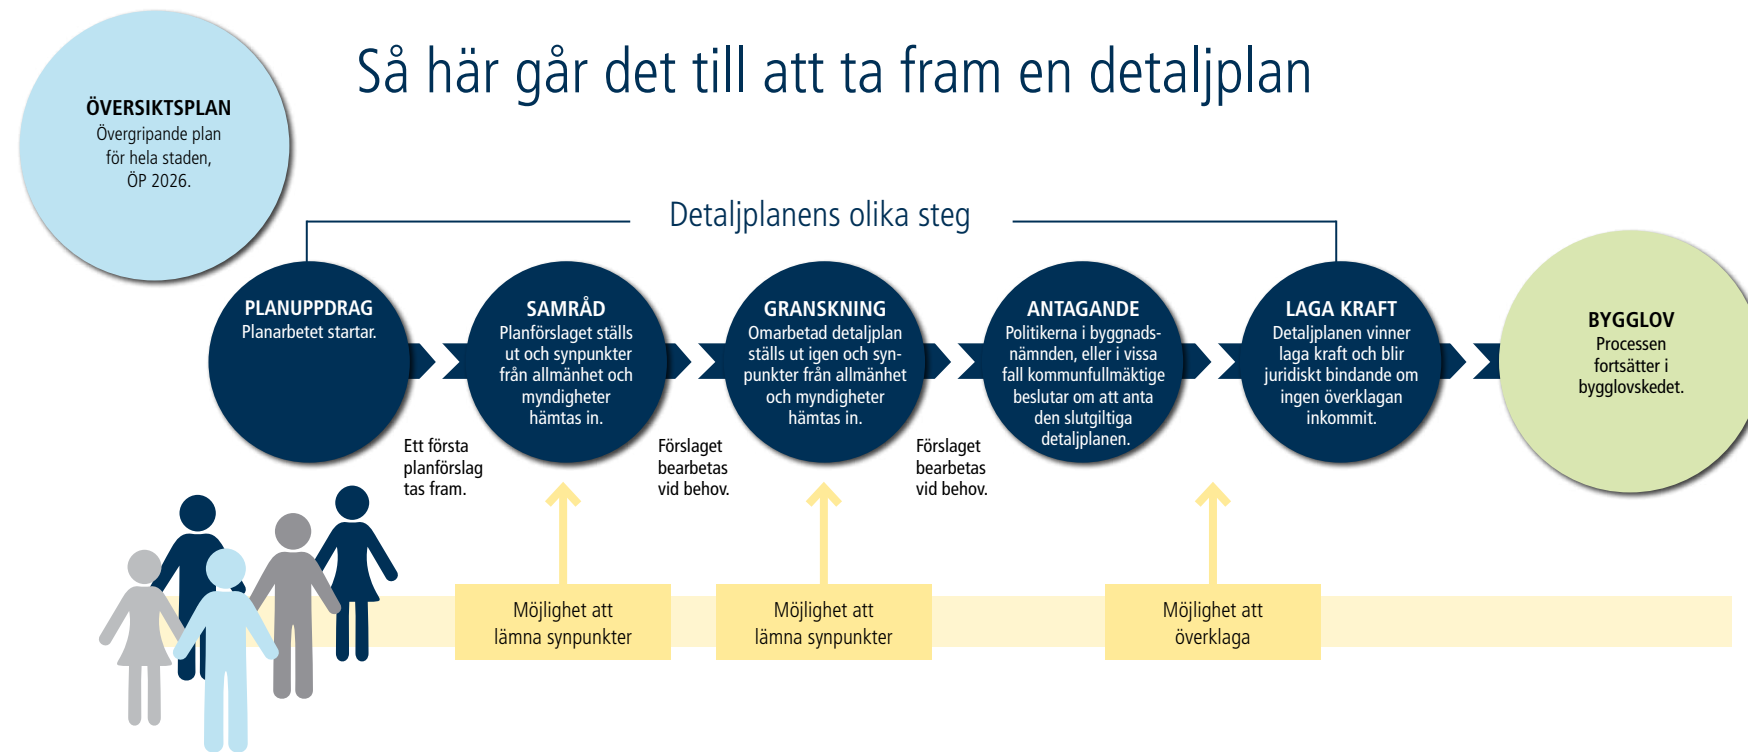 Så här går det till att ta fram en detaljplan
ÖVERSIKTSPLAN
Övergripande plan
för hela staden,
ÖP 2026.
Detaljplanens olika steg
PLANUPPDRAG
Planarbetet startar.
Ett första
planförslag
tas fram.
SAMRÅD
Planförslaget ställs
ut och synpunkter
från allmänhet och
myndigheter
hämtas in.
Förslaget
bearbetas
vid behov.
GRANSKNING
Omarbetad detaljplan
ställs ut igen och syn-
punkter från allmänhet
och myndigheter
hämtas in.
Förslaget
bearbetas
vid behov.
ANTAGANDE
Politikerna i byggnads-
nämnden, eller i vissa
fall kommunfullmäktige
beslutar om att anta
den slutgiltiga
detaljplanen.
LAGA KRAFT
Detaljplanen vinner
laga kraft och blir
juridiskt bindande om
ingen överklagan
inkommit.
BYGGLOV
Processen
fortsätter i
bygglovskedet.
Möjlighet att
lämna synpunkter
Möjlighet att
lämna synpunkter
Möjlighet att
överklaga